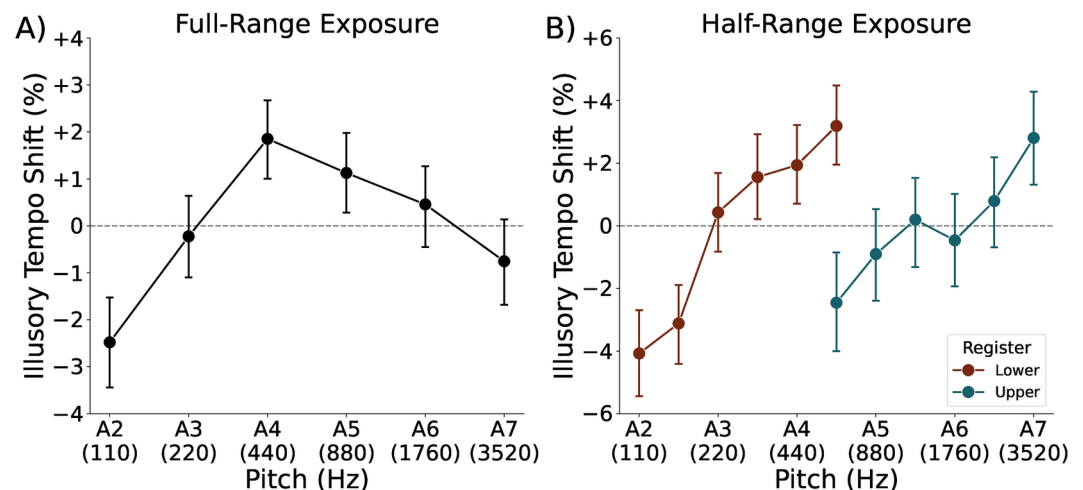 A) Full-Range Exposure
Illusory Tempo Shift (%)
+4
+3
+2
+1
0
−1
−2
−3
−4
A2 A3 A4 A5 A6 A7
(110) (220) (440) (880) (1760) (3520)
Pitch (Hz)
B) Half-Range Exposure
Illusory Tempo Shift (%)
+6
+4
+2
0
−2
−4
−6
Register
Lower
Upper
A2 A3 A4 A5 A6 A7
(110) (220) (440) (880) (1760) (3520)
Pitch (Hz)